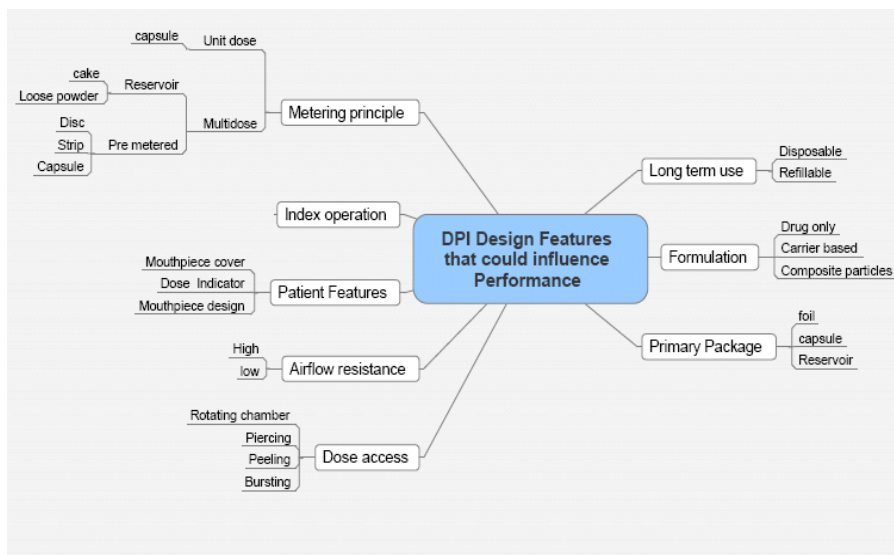 capsule
Unit dose
cake
Reservoir
Loose powder
Metering principle
Disc
Multidose
Strip
Pre metered
Capsule
Index operation
Mouthpiece cover
Dose Indicator
Patient Features
Mouthpiece design
High
Airflow resistance
low
Rotating chamber
Piercing
Dose access
Peeling
Bursting
DPI Design Features
that could influence
Performance
Disposable
Long term use
Refillable
Drug only
Formulation
Carrier based
Composite particles
foil
Primary Package
capsule
Reservoir